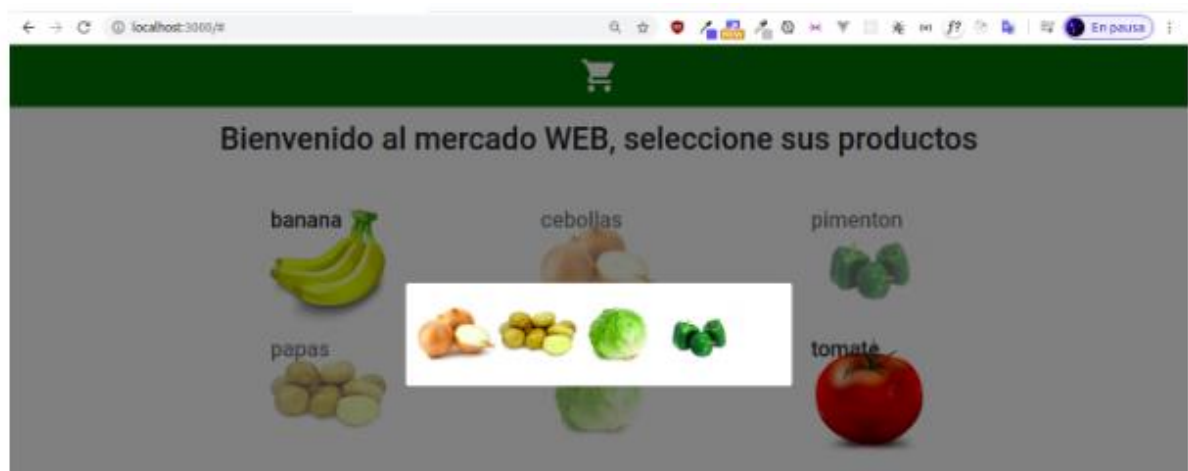 localhost:3000/#
En pausa
Bienvenido al mercado WEB, seleccione sus productos
banana cebollas pimenton
papas tomate